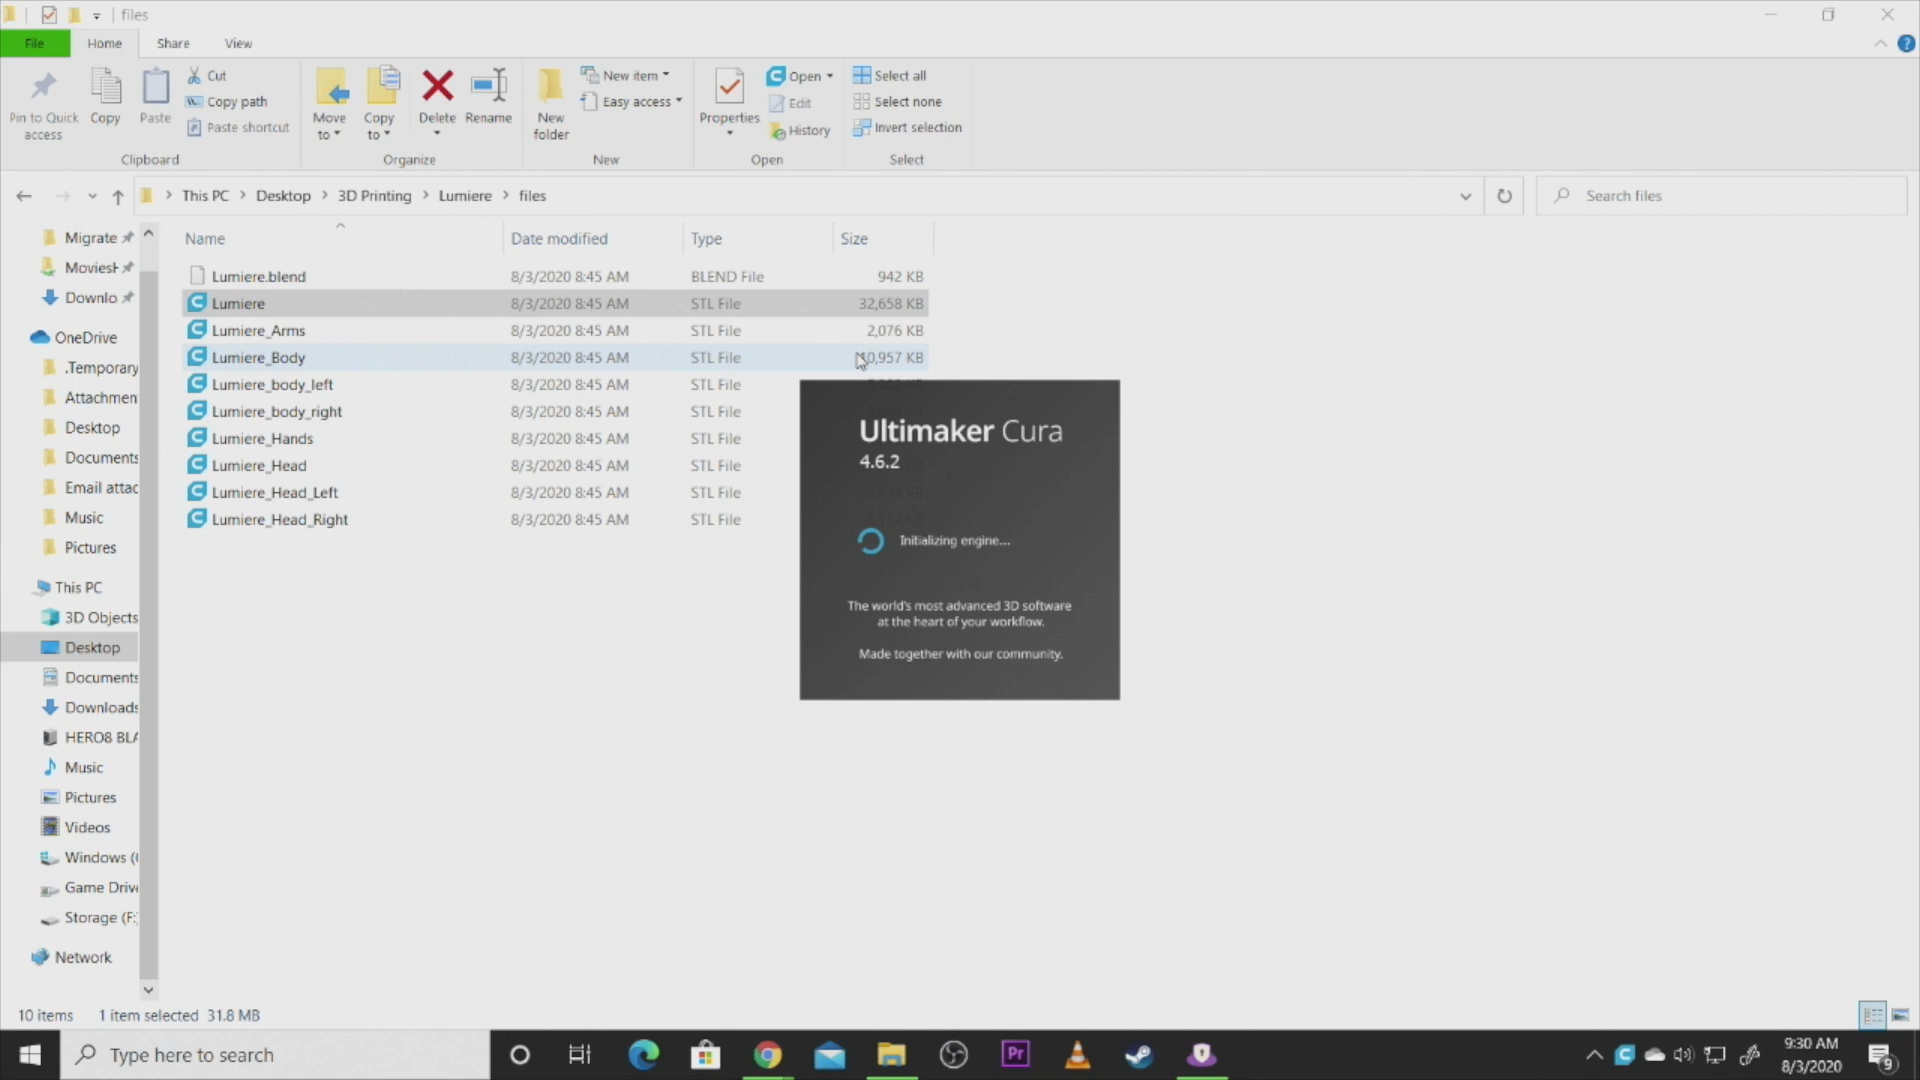 files
File Home Share View
Pin to Quick access
Copy
Paste
Cut
Copy path
Paste shortcut
Clipboard
Move to
Copy to
Delete
Rename
Organize
New folder
New item
Easy access
New
Properties
Open
Edit
History
Open
Select all
Select none
Invert selection
Select
This PC > Desktop > 3D Printing > Lumiere > files
Search files
Name Date modified Type Size
Lumiere.blend 8/3/2020 8:45 AM BLEND File 942 KB
Lumiere 8/3/2020 8:45 AM STL File 32,658 KB
Lumiere_Arms 8/3/2020 8:45 AM STL File 2,076 KB
Lumiere_Body 8/3/2020 8:45 AM STL File 0,957 KB
Lumiere_body_left 8/3/2020 8:45 AM STL File
Lumiere_body_right 8/3/2020 8:45 AM STL File
Lumiere_Hands 8/3/2020 8:45 AM STL File
Lumiere_Head 8/3/2020 8:45 AM STL File
Lumiere_Head_Left 8/3/2020 8:45 AM STL File
Lumiere_Head_Right 8/3/2020 8:45 AM STL File
Migrate
MoviesH
Downlo
OneDrive
.Temporary
Attachmen
Desktop
Documents
Email attac
Music
Pictures
This PC
3D Objects
Desktop
Documents
Downloads
HERO8 BLA
Music
Pictures
Videos
Windows (
Game Drive
Storage (F:
Network
Ultimaker Cura
4.6.2
Initializing engine...
The world's most advanced 3D software
at the heart of your workflow.
Made together with our community.
10 items 1 item selected 31.8 MB
Type here to search
Pr
9:30 AM
8/3/2020
9